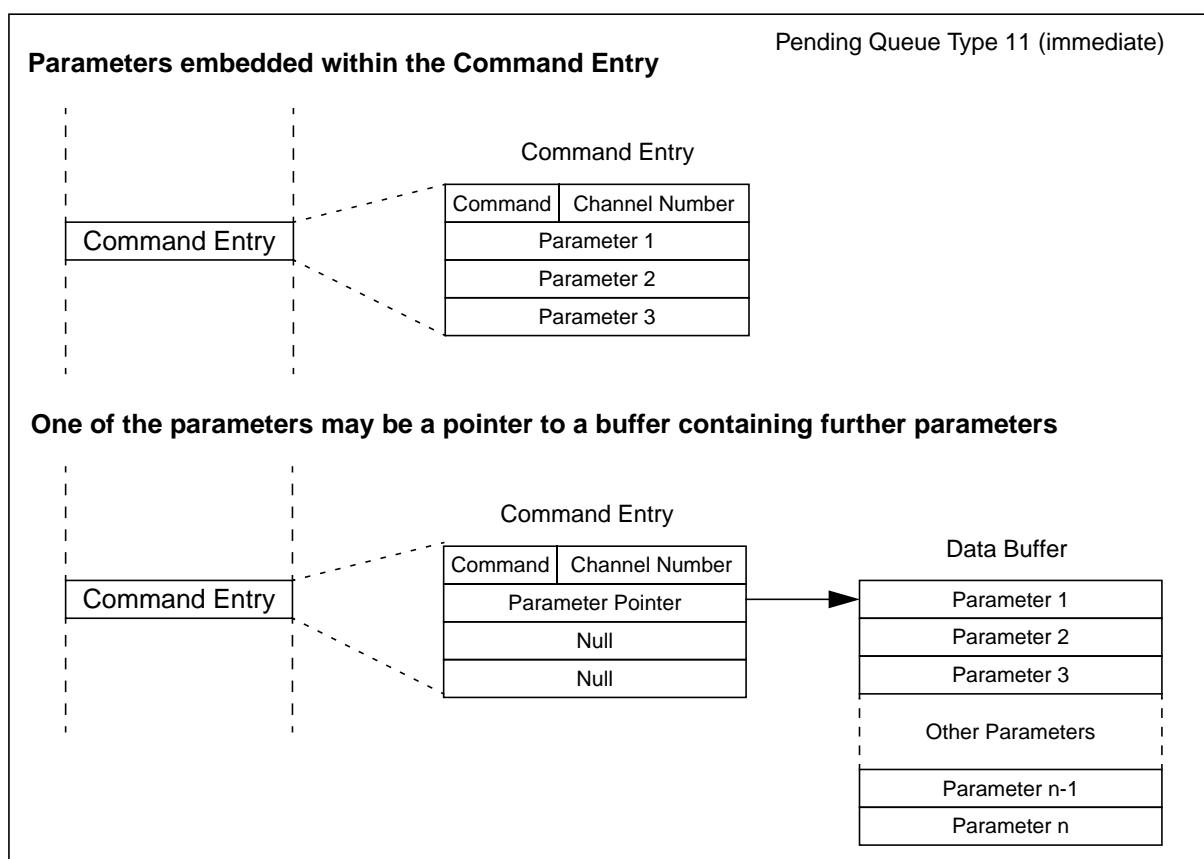 Pending Queue Type 11 (immediate)
Parameters embedded within the Command Entry
Command Entry
Command Entry
Command Channel Number
Parameter 1
Parameter 2
Parameter 3
One of the parameters may be a pointer to a buffer containing further parameters
Command Entry
Command Entry
Command Channel Number
Parameter Pointer
Null
Null
Data Buffer
Parameter 1
Parameter 2
Parameter 3
Other Parameters
Parameter n-1
Parameter n